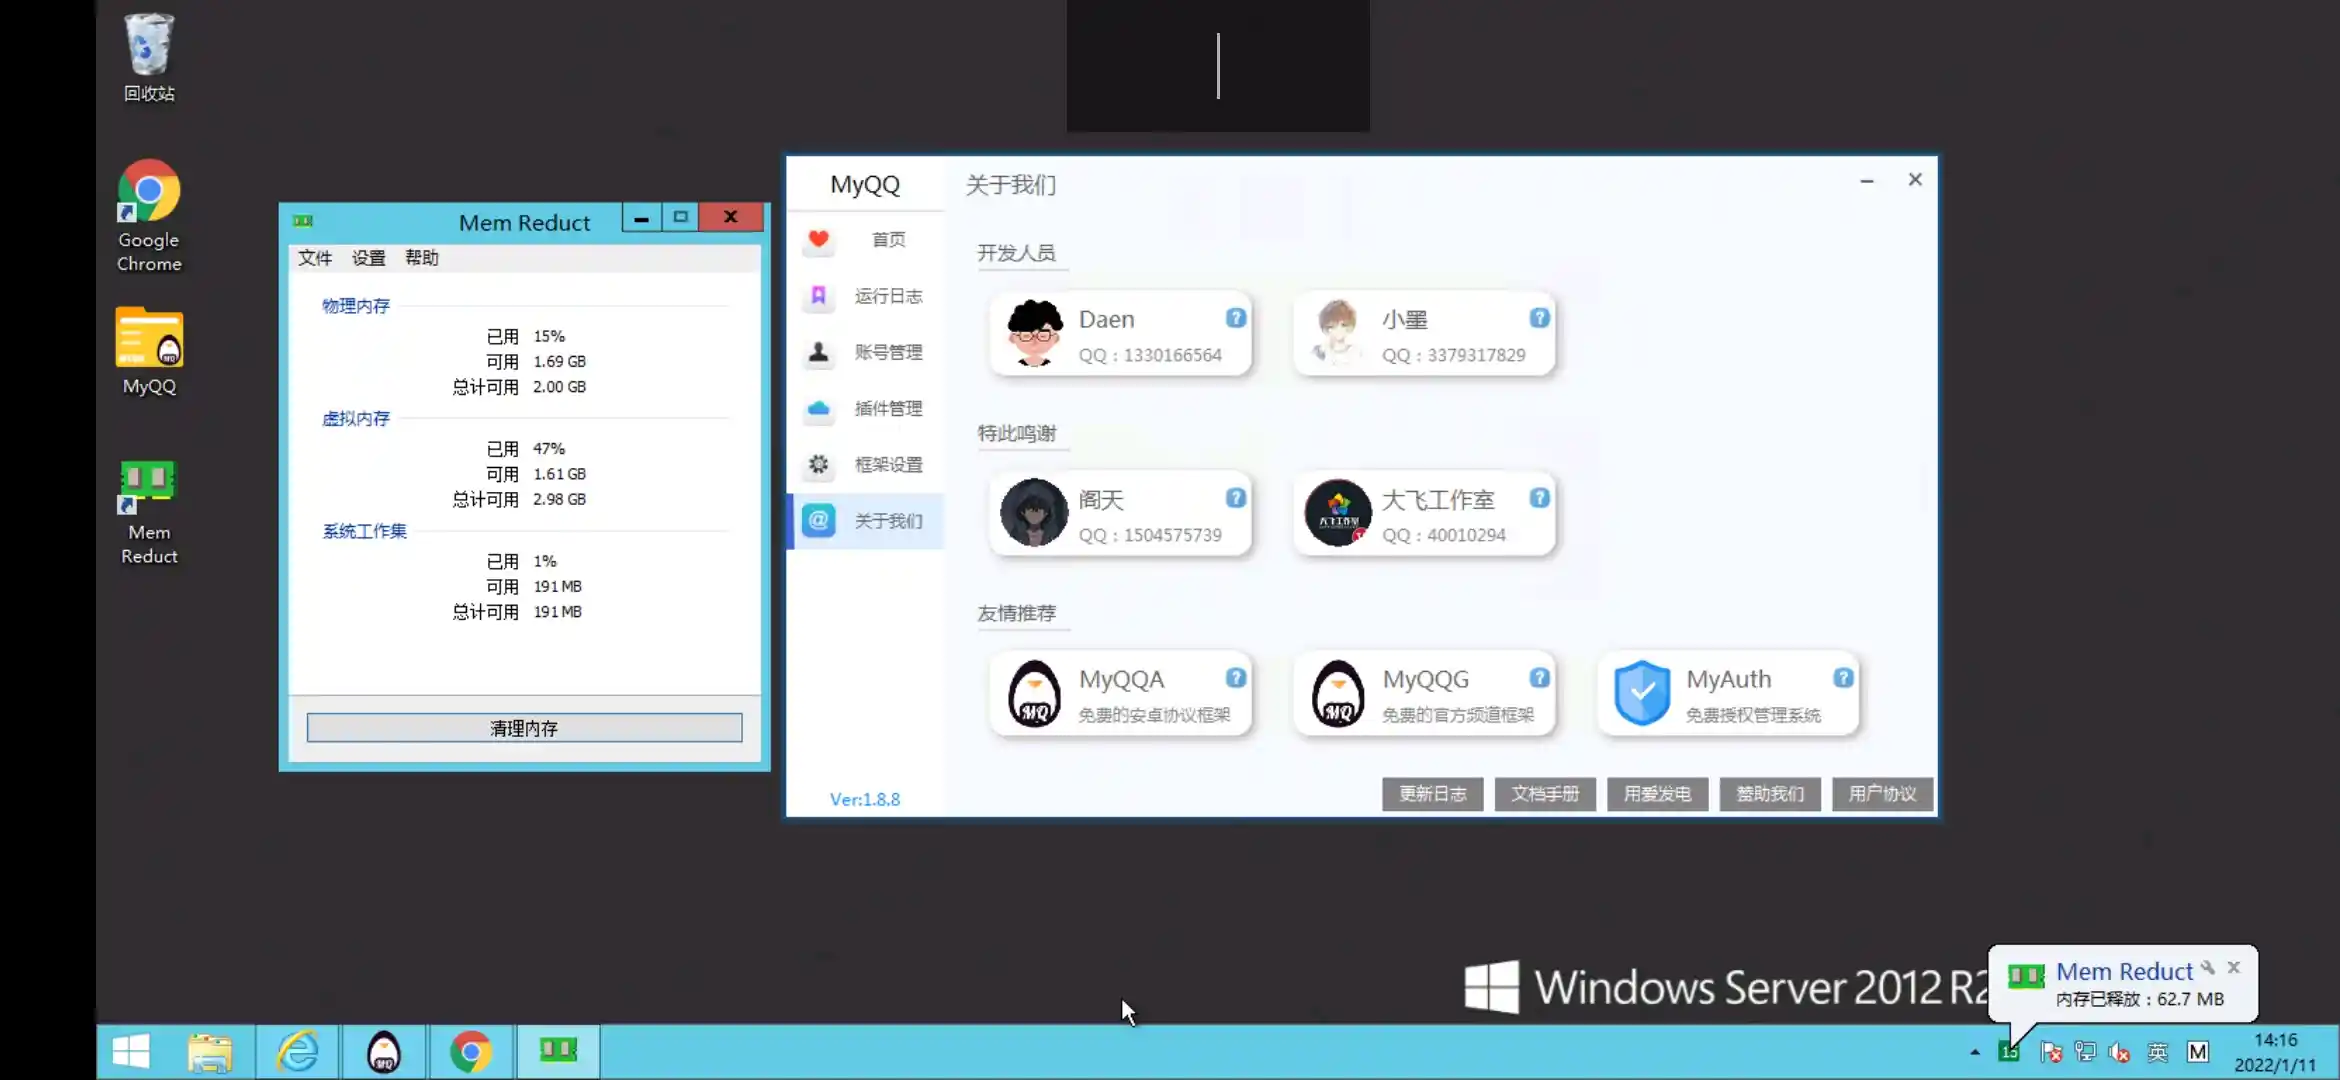 回收站
Google
Chrome
MyQQ
Mem
Reduct
Mem Reduct
文件 设置 帮助
物理内存
已用 15%
可用 1.69 GB
总计可用 2.00 GB
虚拟内存
已用 47%
可用 1.61 GB
总计可用 2.98 GB
系统工作集
已用 1%
可用 191 MB
总计可用 191 MB
清理内存
MyQQ
首页
运行日志
账号管理
插件管理
框架设置
关于我们
Ver:1.8.8
关于我们
开发人员
Daen
QQ：1330166564
小墨
QQ：3379317829
特此鸣谢
阁天
QQ：1504575739
大飞工作室
QQ：40010294
友情推荐
MyQQA
免费的安卓协议框架
MyQQG
免费的官方频道框架
MyAuth
免费授权管理系统
更新日志 文档手册 用爱发电 赞助我们 用户协议
Windows Server 2012 R2
Mem Reduct
内存已释放：62.7 MB
15
英
M
14:16
2022/1/11